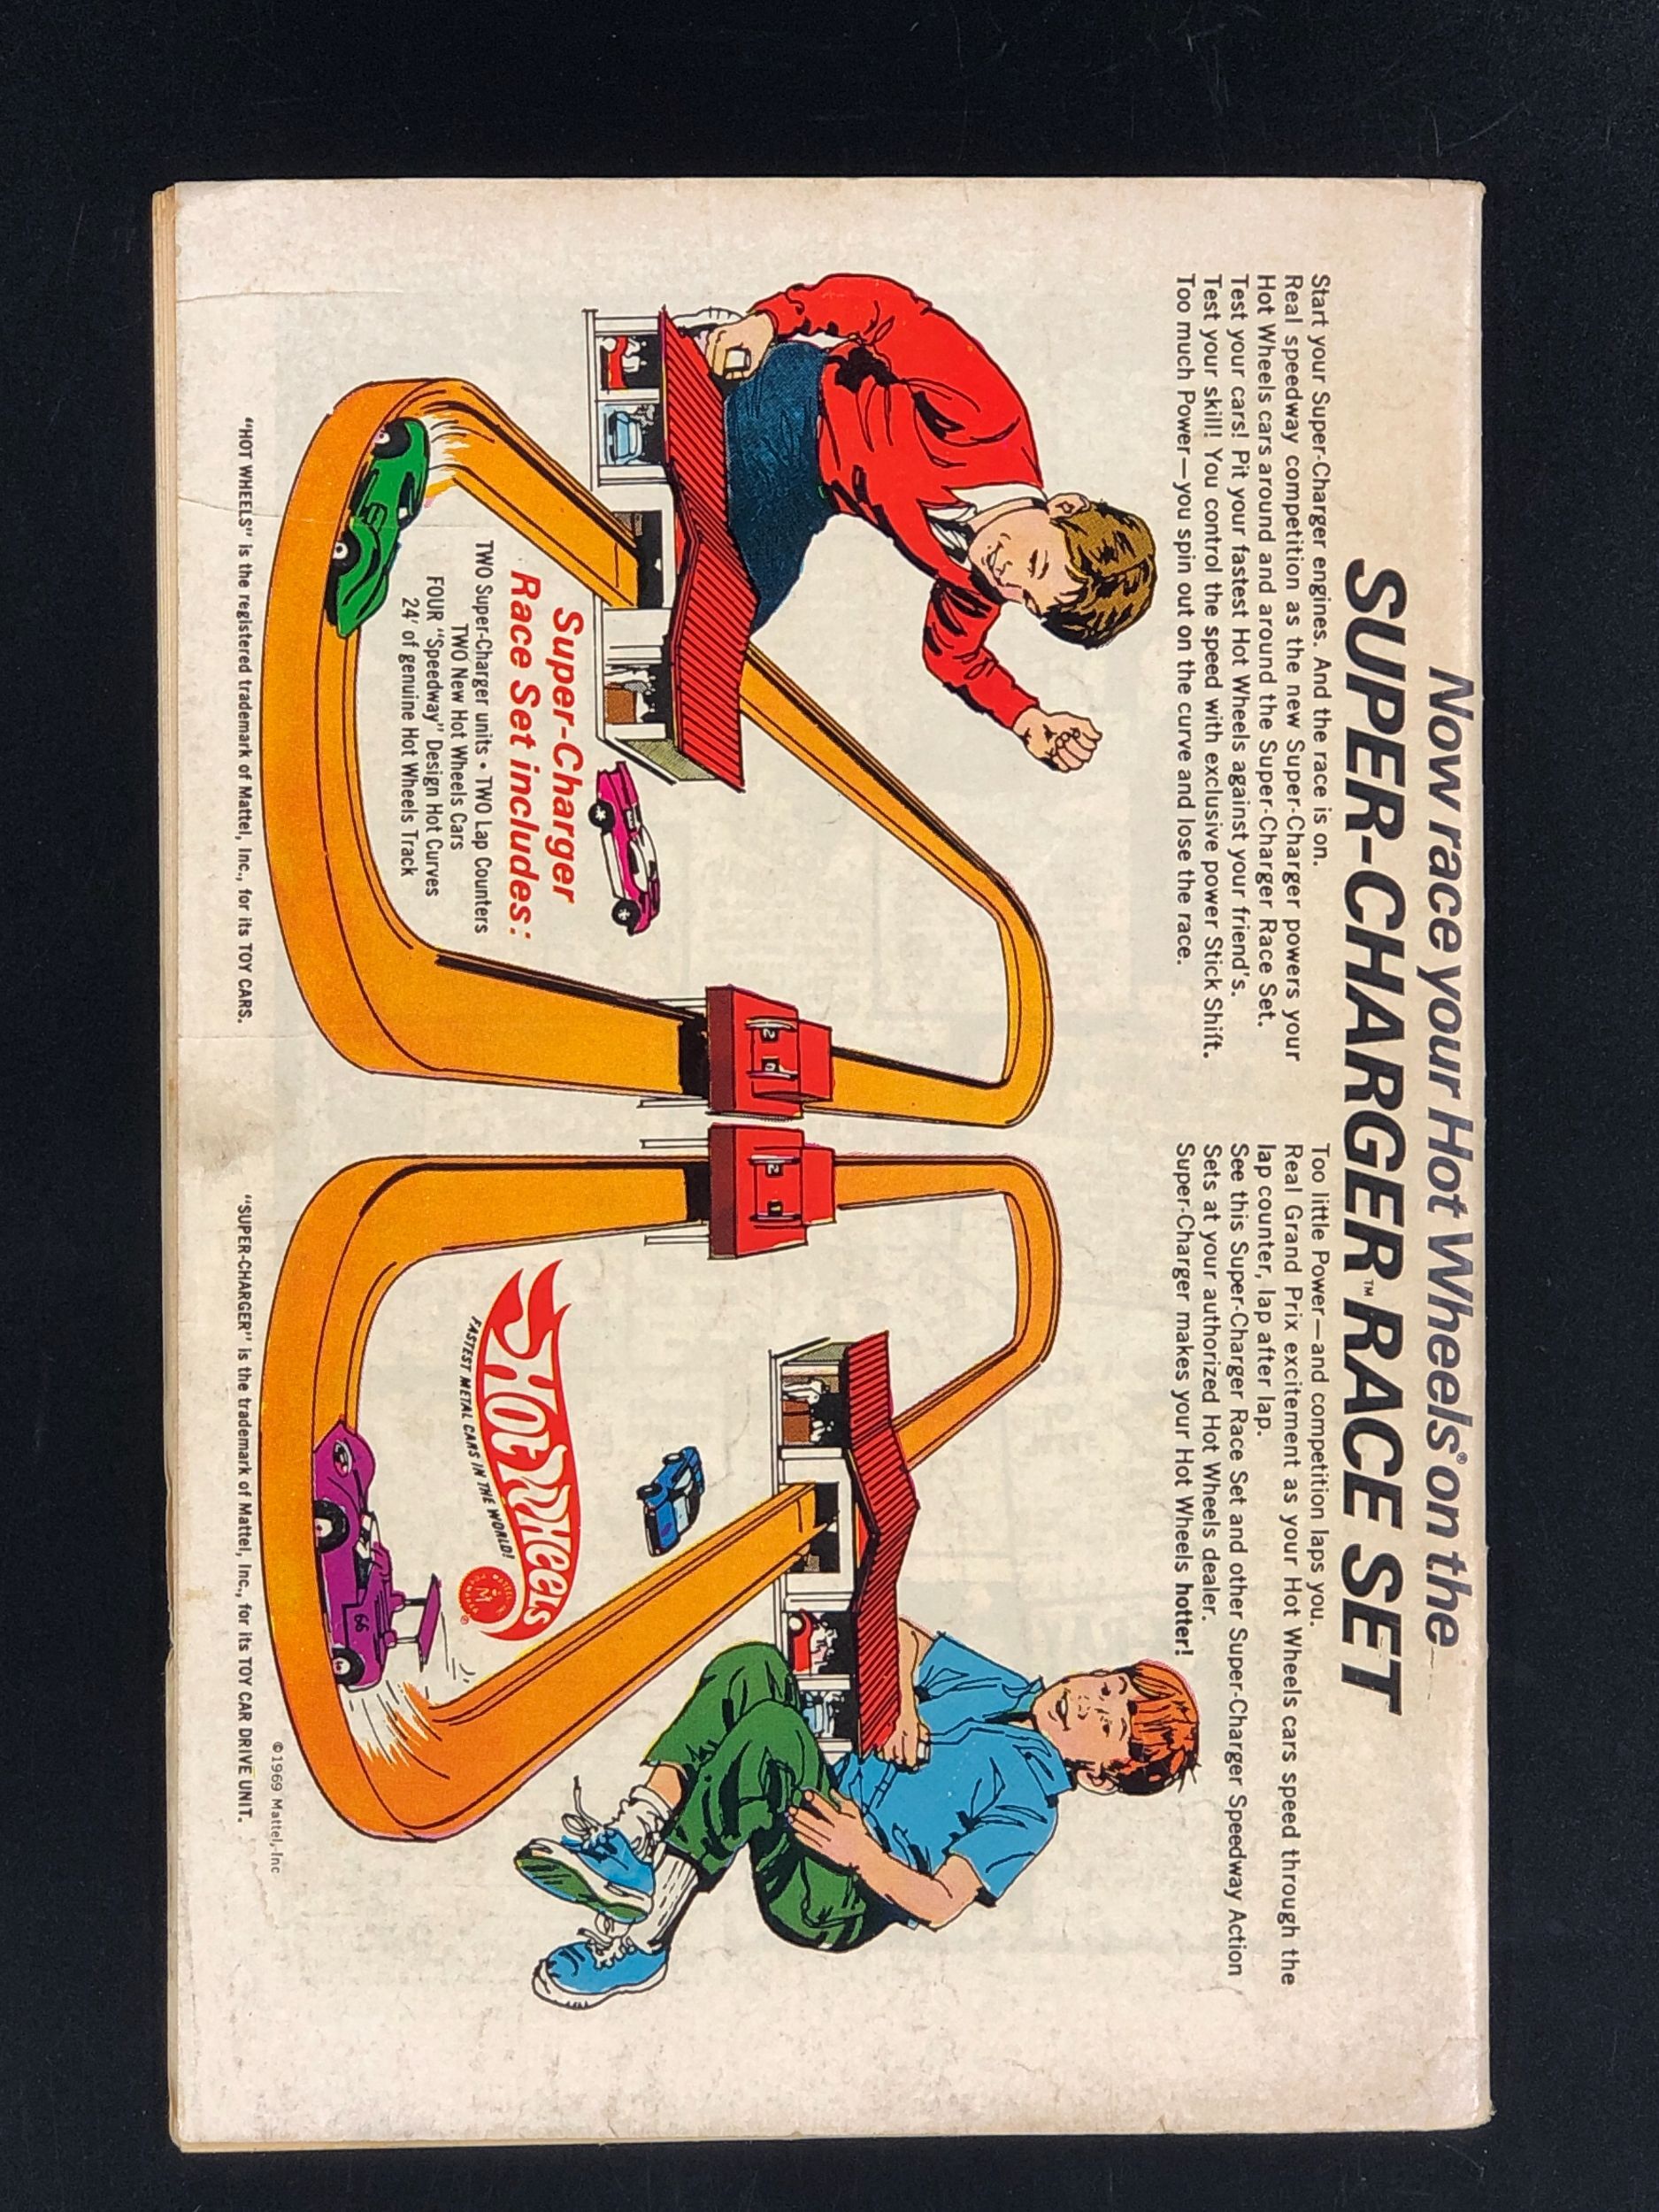 Now race your Hot Wheels® on the
SUPER-CHARGER™ RACE SET
Start your Super-Charger engines. And the race is on.
Real speedway competition as the new Super-Charger powers your
Hot Wheels cars around and around the Super-Charger Race Set.
Test your cars! Pit your fastest Hot Wheels against your friend's.
Test your skill! You control the speed with exclusive power Stick Shift.
Too much Power—you spin out on the curve and lose the race.
Too little Power—and competition laps you.
Real Grand Prix excitement as your Hot Wheels cars speed through the
lap counter, lap after lap.
See this Super-Charger Race Set and other Super-Charger Speedway Action
Sets at your authorized Hot Wheels dealer.
Super-Charger makes your Hot Wheels hotter!
2 0
2 0
Super-Charger
Race Set includes:
TWO Super-Charger units • TWO Lap Counters
TWO New Hot Wheels Cars
FOUR "Speedway" Design Hot Curves
24' of genuine Hot Wheels Track
HOT WHEELS
FASTEST METAL CARS IN THE WORLD!
M
®
66
©1969 Mattel, Inc
"HOT WHEELS" is the registered trademark of Mattel, Inc., for its TOY CARS.
"SUPER-CHARGER" is the trademark of Mattel, Inc., for its TOY CAR DRIVE UNIT.